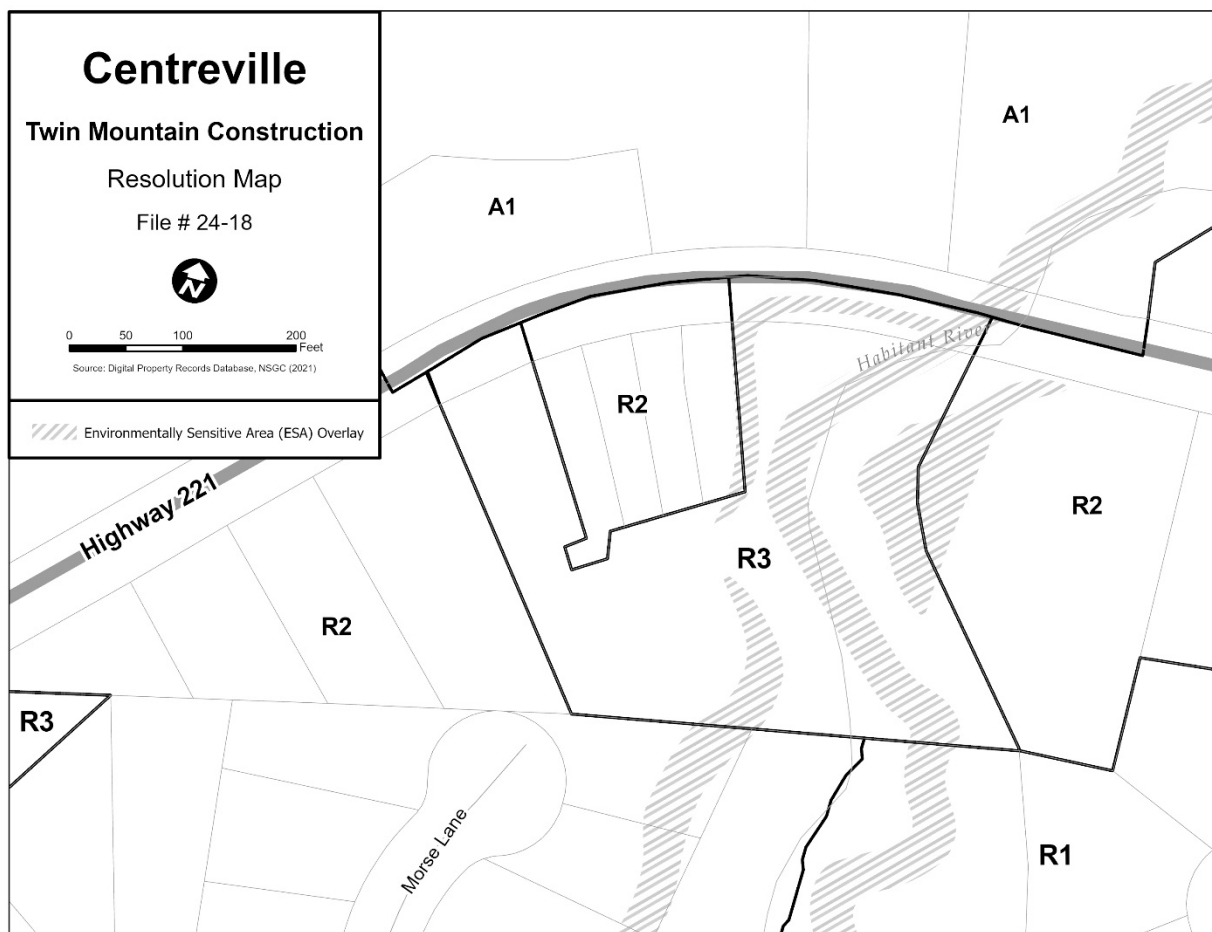 Centreville
Twin Mountain Construction
Resolution Map
File # 24-18
N
0 50 100 200
Feet
Source: Digital Property Records Database, NSGC (2021)
Environmentally Sensitive Area (ESA) Overlay
A1
A1
Habitant River
R2
Highway 221
R2
R3
R2
R3
Morse Lane
R1